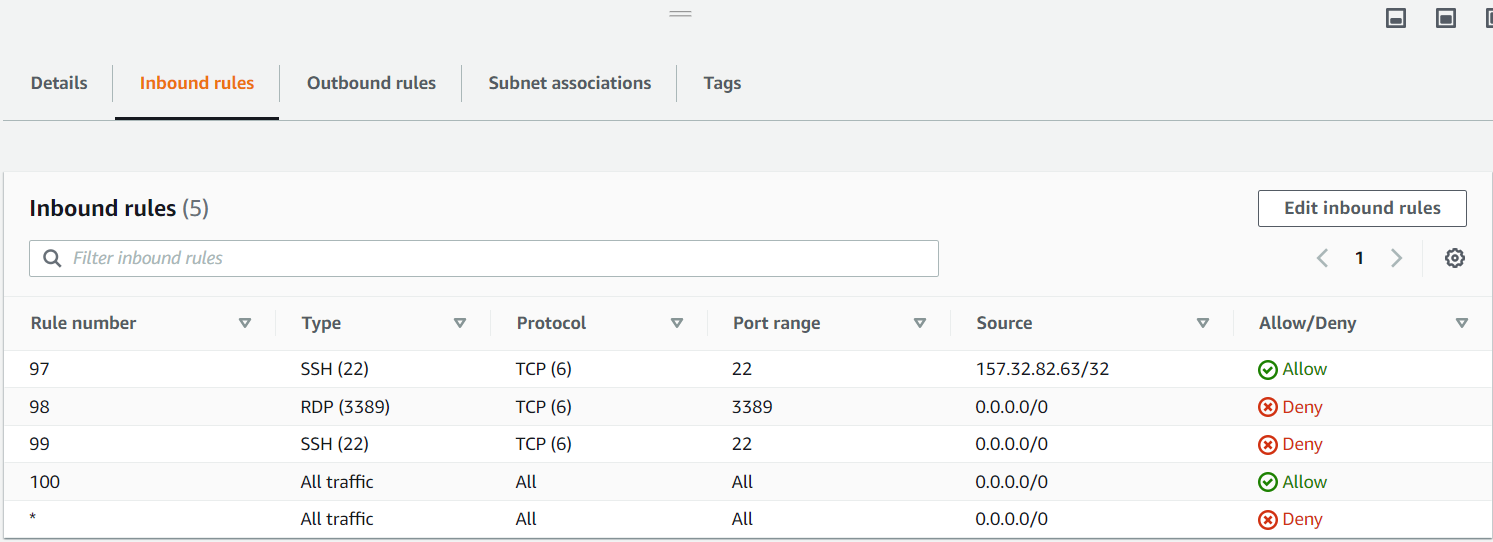 Details Inbound rules Outbound rules Subnet associations Tags
Inbound rules (5) Edit inbound rules
Filter inbound rules 1
Rule number Type Protocol Port range Source Allow/Deny
97 SSH (22) TCP (6) 22 157.32.82.63/32 Allow
98 RDP (3389) TCP (6) 3389 0.0.0.0/0 Deny
99 SSH (22) TCP (6) 22 0.0.0.0/0 Deny
100 All traffic All All 0.0.0.0/0 Allow
* All traffic All All 0.0.0.0/0 Deny